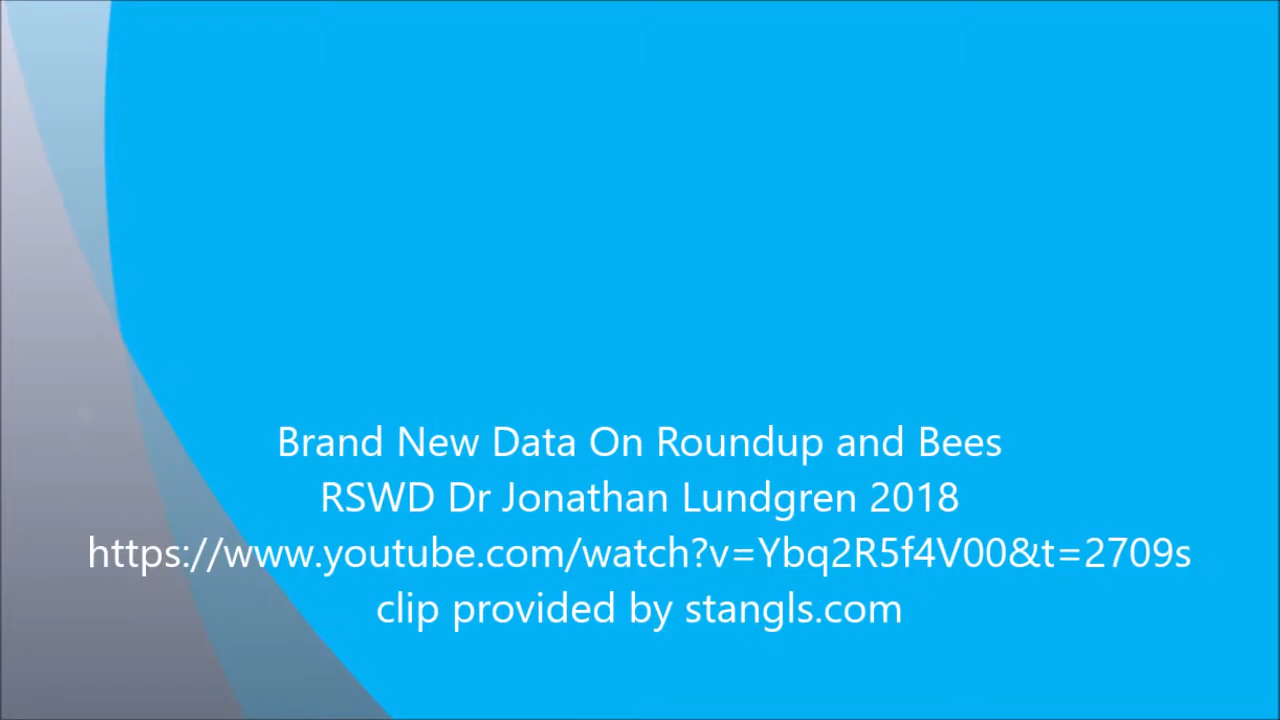 Brand New Data On Roundup and Bees
RSWD Dr Jonathan Lundgren 2018
https://www.youtube.com/watch?v=Ybq2R5f4V00&t=2709s
clip provided by stangls.com